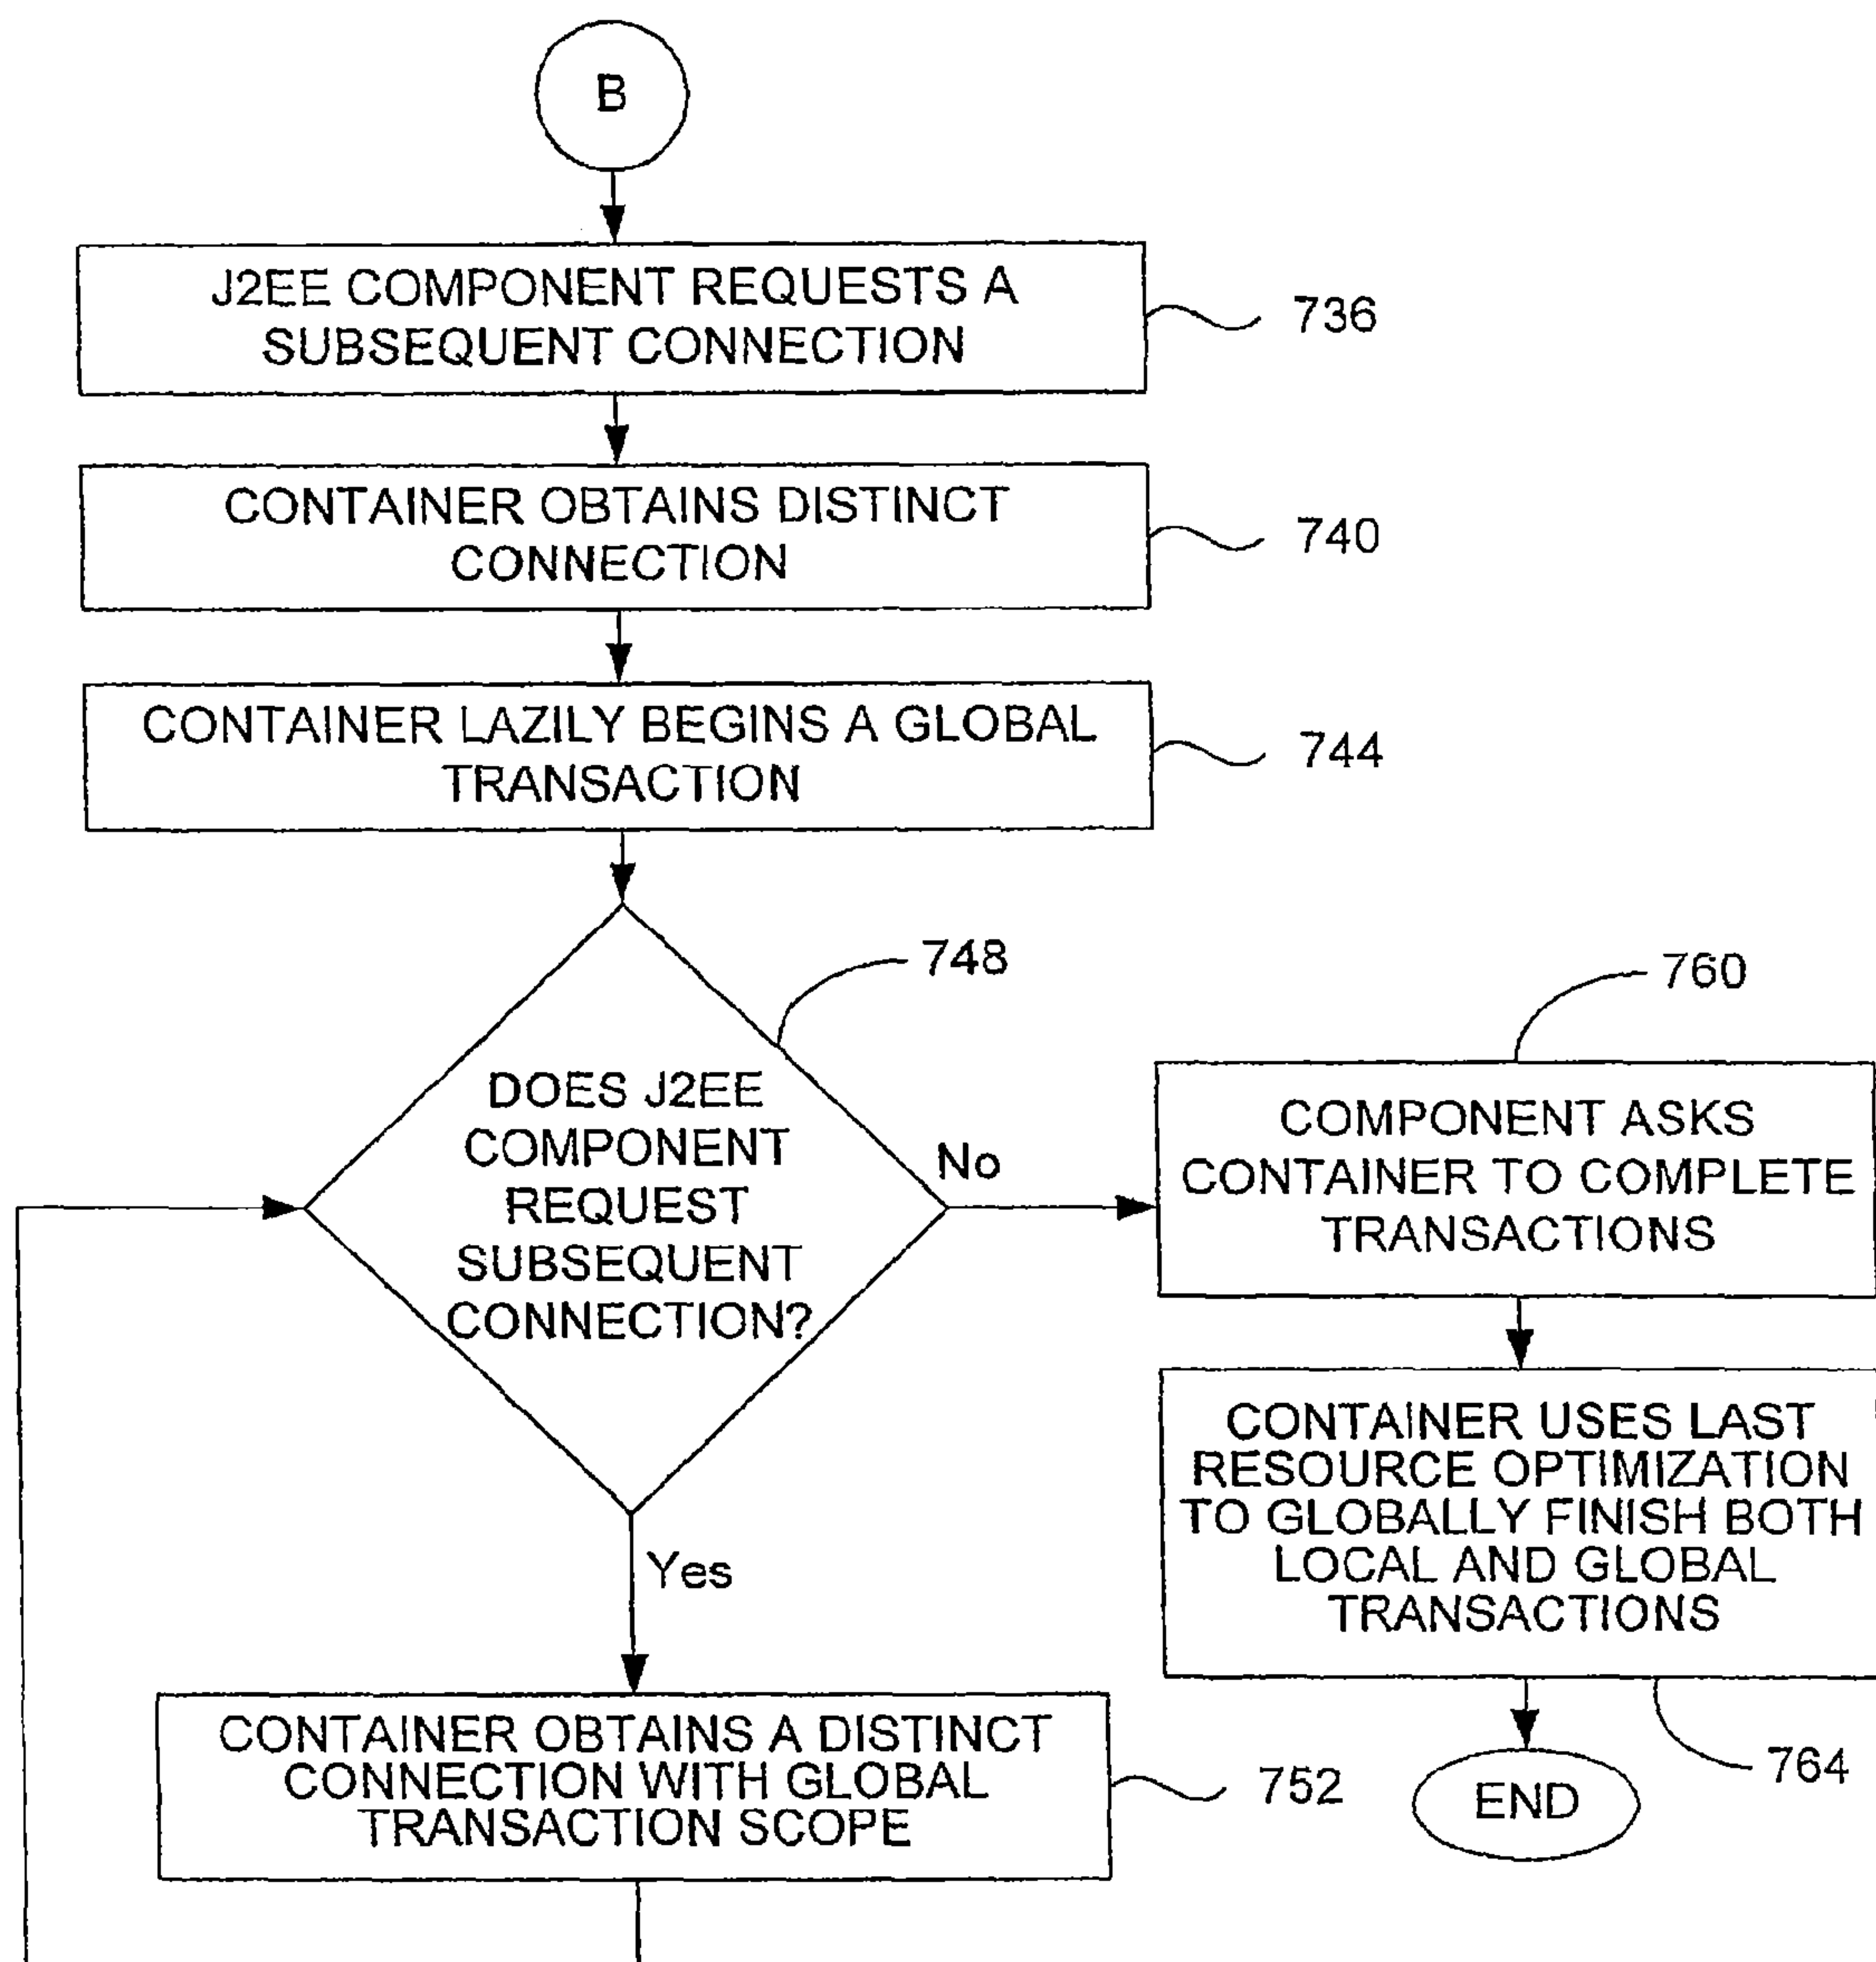 B
J2EE COMPONENT REQUESTS A
SUBSEQUENT CONNECTION
736
CONTAINER OBTAINS DISTINCT
CONNECTION
740
CONTAINER LAZILY BEGINS A GLOBAL
TRANSACTION
744
748
DOES J2EE
COMPONENT
REQUEST
SUBSEQUENT
CONNECTION?
No
760
COMPONENT ASKS
CONTAINER TO COMPLETE
TRANSACTIONS
CONTAINER USES LAST
RESOURCE OPTIMIZATION
TO GLOBALLY FINISH BOTH
LOCAL AND GLOBAL
TRANSACTIONS
764
END
Yes
CONTAINER OBTAINS A DISTINCT
CONNECTION WITH GLOBAL
TRANSACTION SCOPE
752